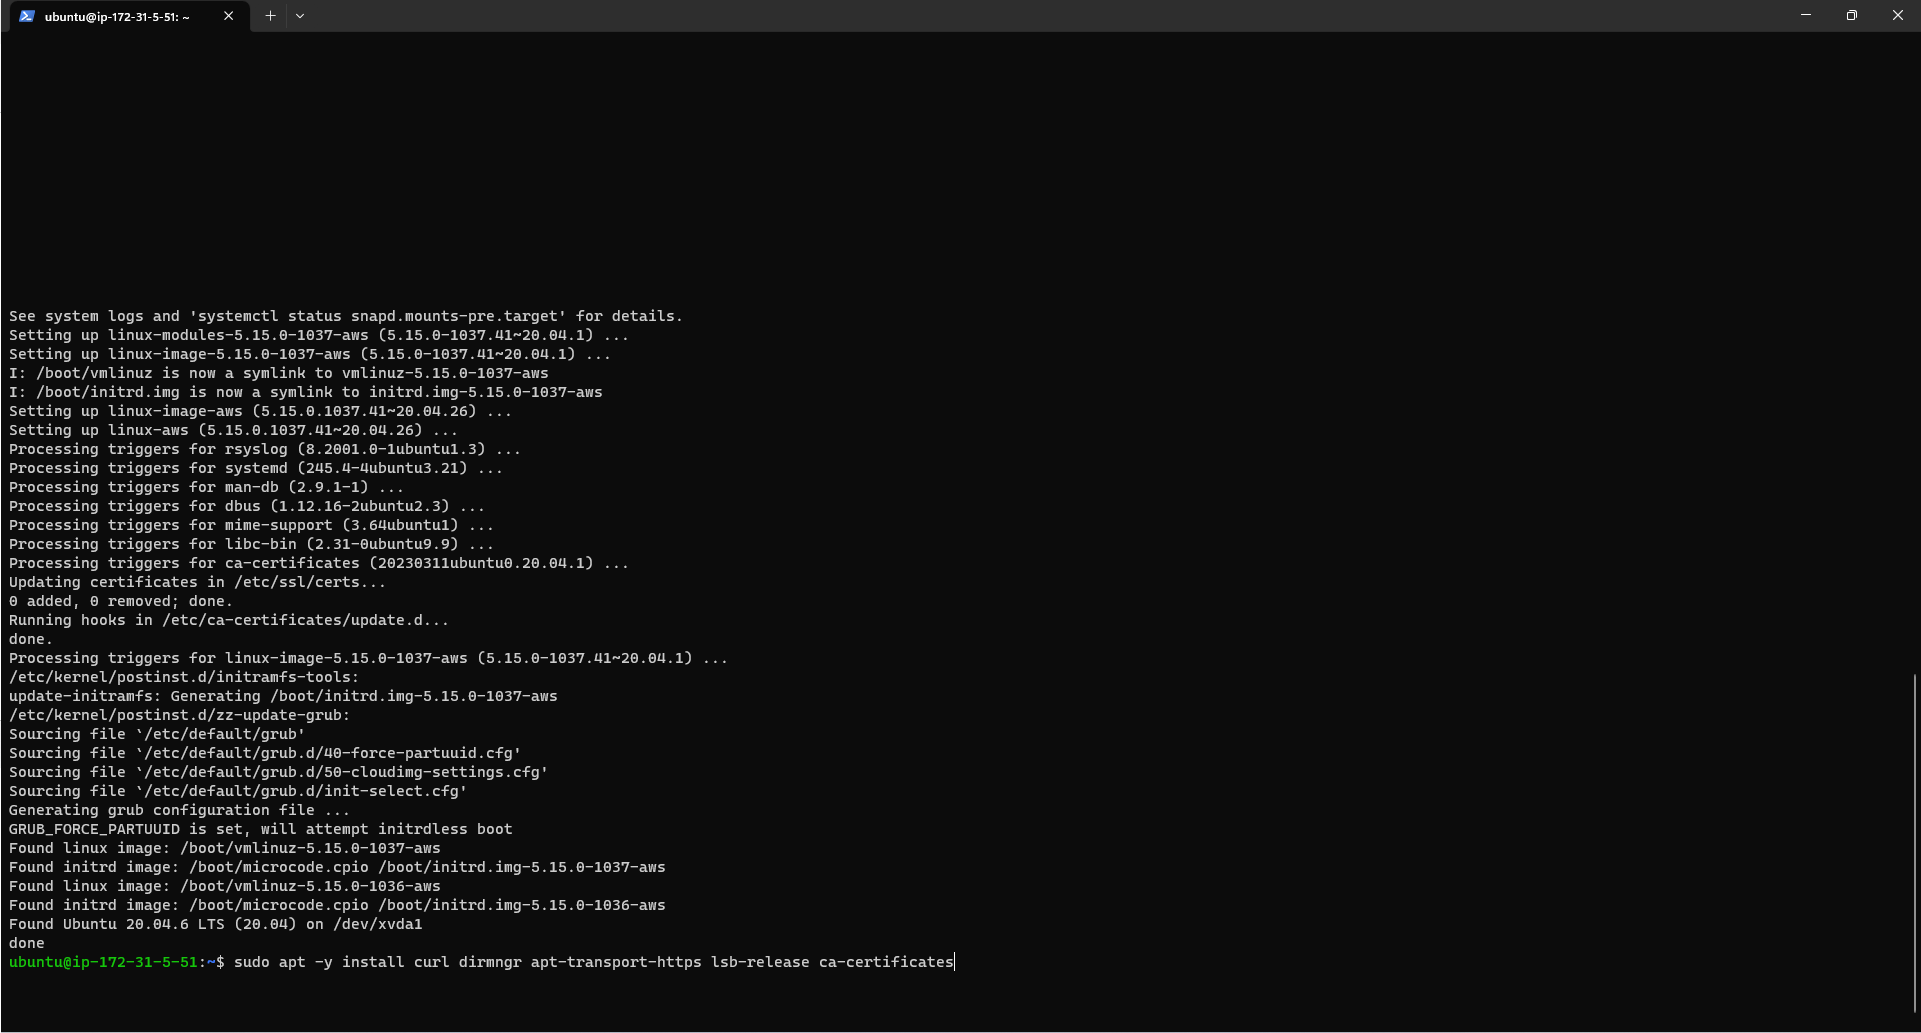 ubuntu@ip-172-31-5-51: ~
See system logs and 'systemctl status snapd.mounts-pre.target' for details.
Setting up linux-modules-5.15.0-1037-aws (5.15.0-1037.41~20.04.1) ...
Setting up linux-image-5.15.0-1037-aws (5.15.0-1037.41~20.04.1) ...
I: /boot/vmlinuz is now a symlink to vmlinuz-5.15.0-1037-aws
I: /boot/initrd.img is now a symlink to initrd.img-5.15.0-1037-aws
Setting up linux-image-aws (5.15.0.1037.41~20.04.26) ...
Setting up linux-aws (5.15.0.1037.41~20.04.26) ...
Processing triggers for rsyslog (8.2001.0-1ubuntu1.3) ...
Processing triggers for systemd (245.4-4ubuntu3.21) ...
Processing triggers for man-db (2.9.1-1) ...
Processing triggers for dbus (1.12.16-2ubuntu2.3) ...
Processing triggers for mime-support (3.64ubuntu1) ...
Processing triggers for libc-bin (2.31-0ubuntu9.9) ...
Processing triggers for ca-certificates (20230311ubuntu0.20.04.1) ...
Updating certificates in /etc/ssl/certs...
0 added, 0 removed; done.
Running hooks in /etc/ca-certificates/update.d...
done.
Processing triggers for linux-image-5.15.0-1037-aws (5.15.0-1037.41~20.04.1) ...
/etc/kernel/postinst.d/initramfs-tools:
update-initramfs: Generating /boot/initrd.img-5.15.0-1037-aws
/etc/kernel/postinst.d/zz-update-grub:
Sourcing file `/etc/default/grub'
Sourcing file `/etc/default/grub.d/40-force-partuuid.cfg'
Sourcing file `/etc/default/grub.d/50-cloudimg-settings.cfg'
Sourcing file `/etc/default/grub.d/init-select.cfg'
Generating grub configuration file ...
GRUB_FORCE_PARTUUID is set, will attempt initrdless boot
Found linux image: /boot/vmlinuz-5.15.0-1037-aws
Found initrd image: /boot/microcode.cpio /boot/initrd.img-5.15.0-1037-aws
Found linux image: /boot/vmlinuz-5.15.0-1036-aws
Found initrd image: /boot/microcode.cpio /boot/initrd.img-5.15.0-1036-aws
Found Ubuntu 20.04.6 LTS (20.04) on /dev/xvda1
done
ubuntu@ip-172-31-5-51:~$ sudo apt -y install curl dirmngr apt-transport-https lsb-release ca-certificates